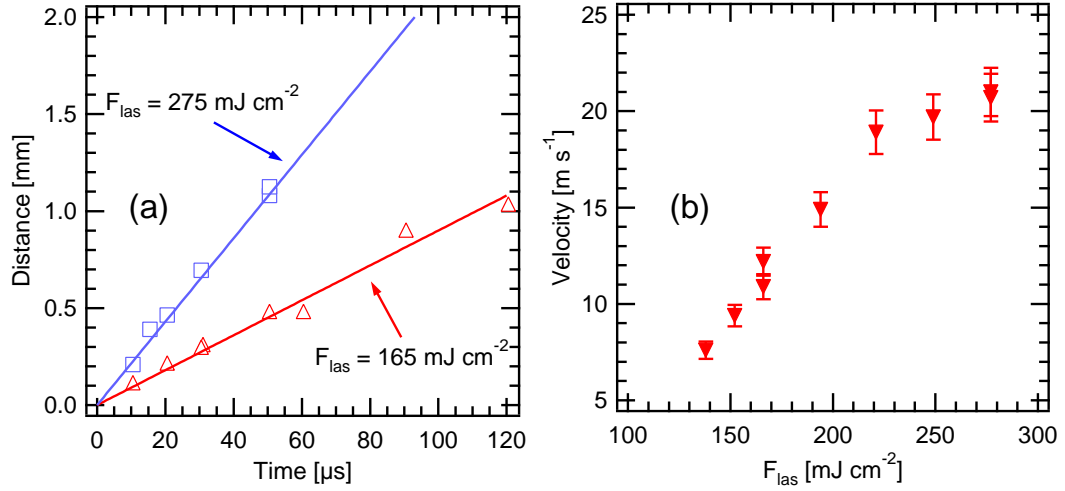 2.0
1.5
1.0
0.5
0.0
Distance [mm]
(a)
F_las = 275 mJ cm⁻²
F_las = 165 mJ cm⁻²
0 20 40 60 80 100 120
Time [µs]
25
20
15
10
5
Velocity [m s⁻¹]
(b)
100 150 200 250 300
F_las [mJ cm⁻²]